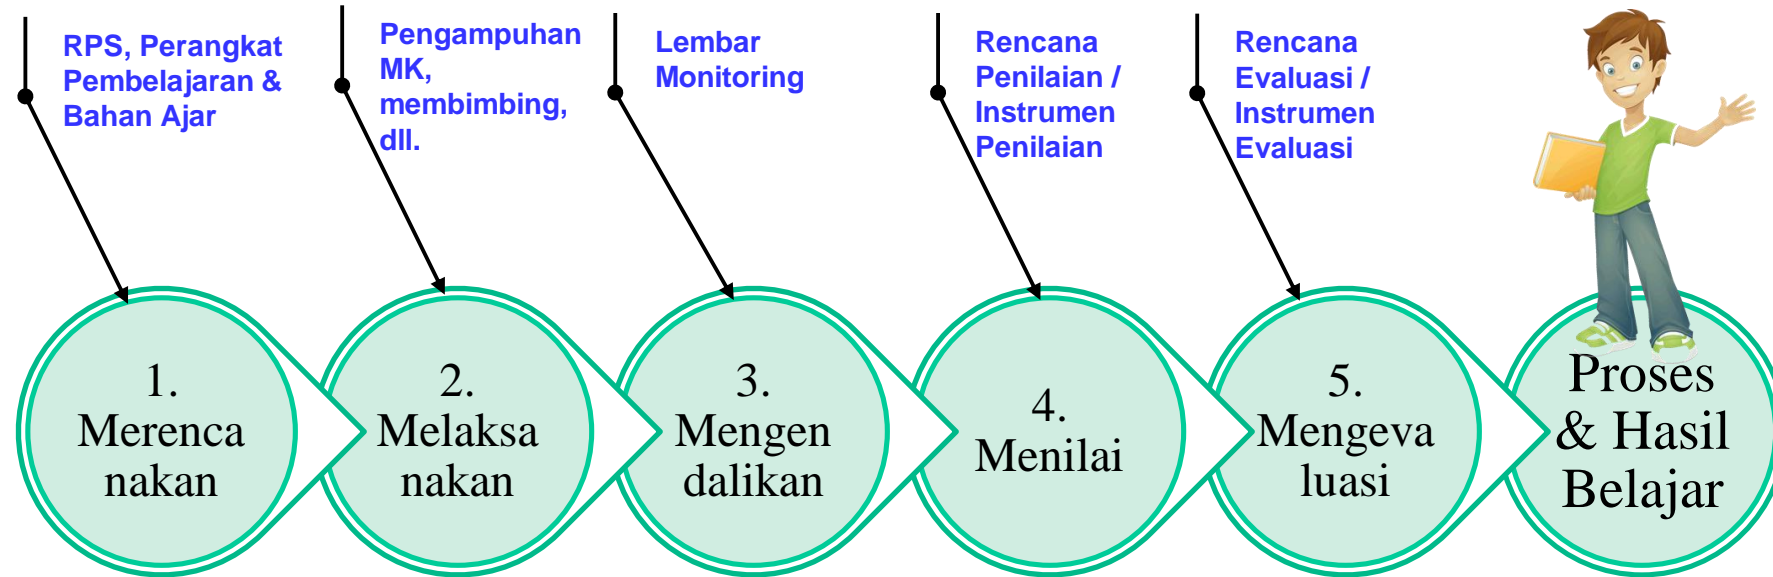 RPS, Perangkat
Pembelajaran &
Bahan Ajar
Pengampuhan
MK,
membimbing,
dll.
Lembar
Monitoring
Rencana
Penilaian /
Instrumen
Penilaian
Rencana
Evaluasi /
Instrumen
Evaluasi
1.
Merenca
nakan
2.
Melaksa
nakan
3.
Mengen
dalikan
4.
Menilai
5.
Mengeva
luasi
Proses
& Hasil
Belajar